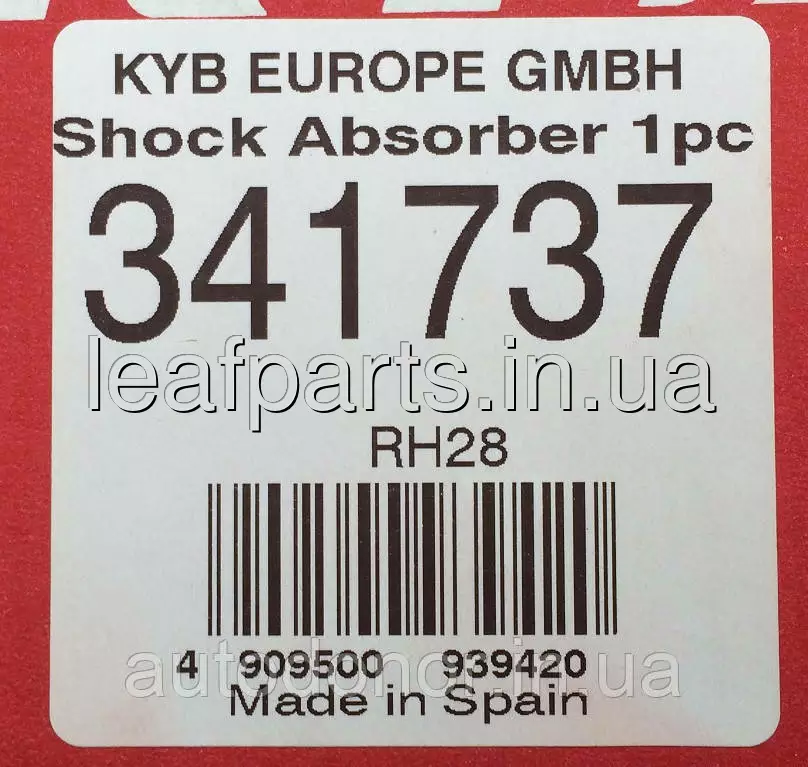 KYB EUROPE GMBH
Shock Absorber 1pc
341737
leafparts.in.ua
RH28
4 909500 939420
autodonor.in.ua
Made in Spain